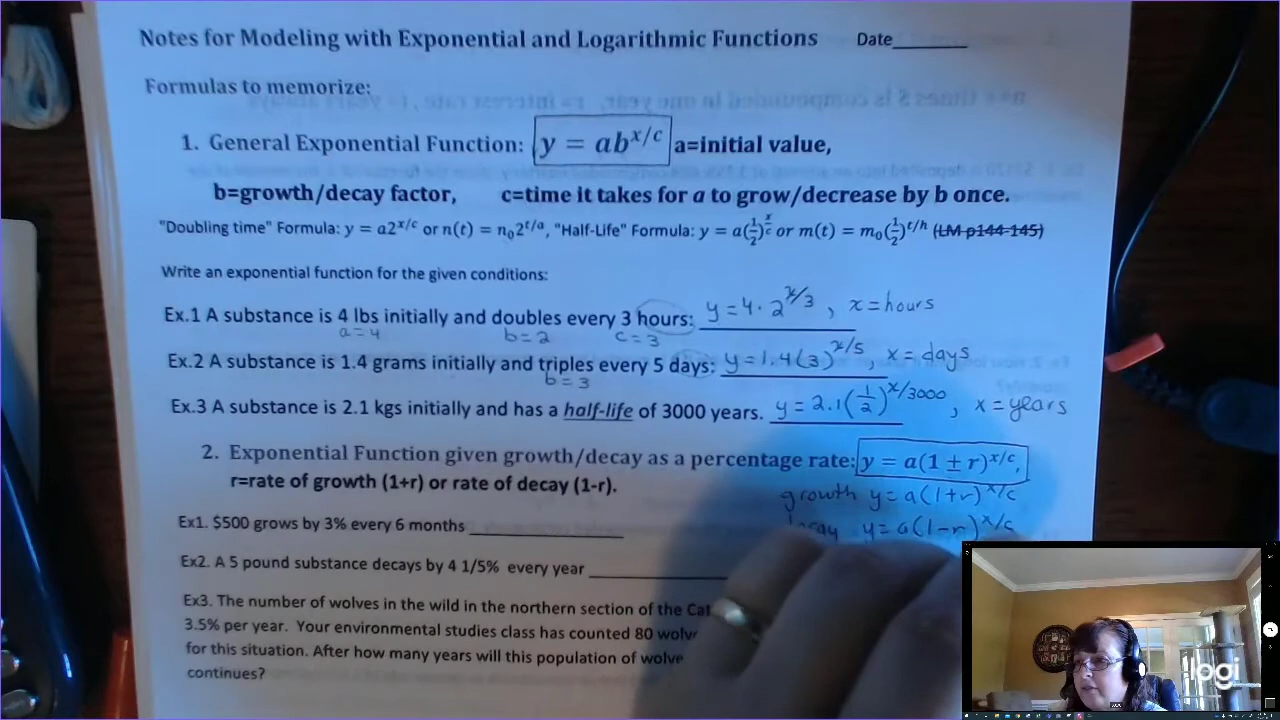 Notes for Modeling with Exponential and Logarithmic Functions Date______
Formulas to memorize:
1. General Exponential Function: y = ab^{x/c} a=initial value,
b=growth/decay factor, c=time it takes for a to grow/decrease by b once.
"Doubling time" Formula: y = a2^{x/c} or n(t) = n₀2^{t/a}, "Half-Life" Formula: y = a(1/2)^{x/c} or m(t) = m₀(1/2)^{t/h} (LM p144-145)
Write an exponential function for the given conditions:
Ex.1 A substance is 4 lbs initially and doubles every 3 hours: y = 4 · 2^{x/3} , x = hours
a = 4 b = 2 c = 3
Ex.2 A substance is 1.4 grams initially and triples every 5 days: y = 1.4(3)^{x/5} , x = days
b = 3
Ex.3 A substance is 2.1 kgs initially and has a half-life of 3000 years. y = 2.1(1/2)^{x/3000} , x = years
2. Exponential Function given growth/decay as a percentage rate: y = a(1 ± r)^{x/c},
r=rate of growth (1+r) or rate of decay (1-r).
growth y = a(1+r)^{x/c}
decay y = a(1-r)^{x/c}
Ex1. $500 grows by 3% every 6 months
Ex2. A 5 pound substance decays by 4 1/5% every year
Ex3. The number of wolves in the wild in the northern section of the Cat
3.5% per year. Your environmental studies class has counted 80 wolv
for this situation. After how many years will this population of wolve
continues?
logi